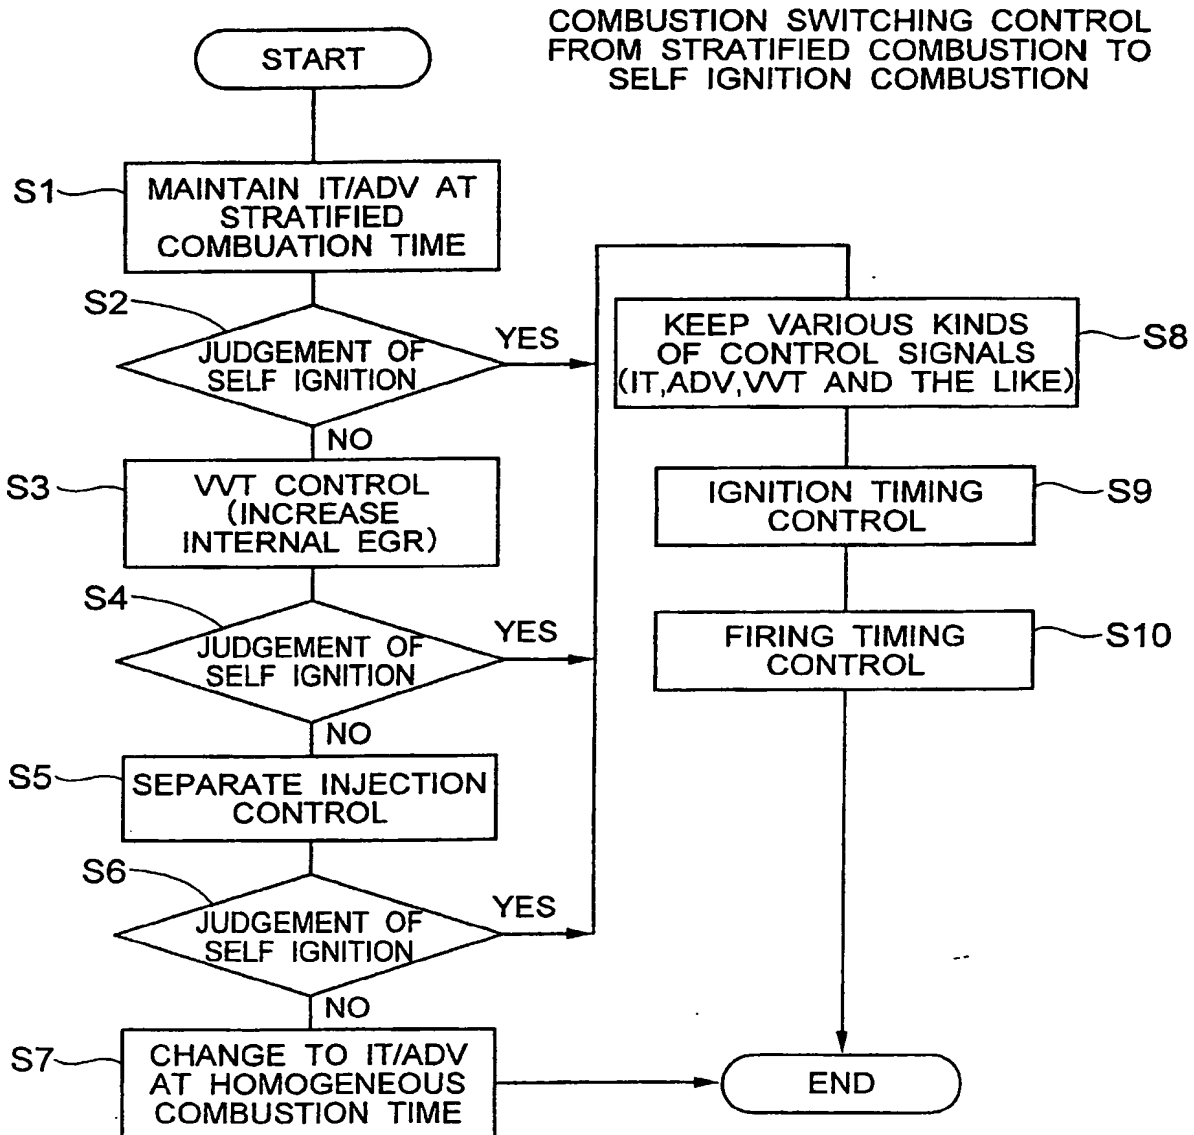 COMBUSTION SWITCHING CONTROL
FROM STRATIFIED COMBUSTION TO
SELF IGNITION COMBUSTION
START
S1
MAINTAIN IT/ADV AT
STRATIFIED
COMBUATION TIME
S2
JUDGEMENT OF
SELF IGNITION
YES
NO
S3
VVT CONTROL
(INCREASE
INTERNAL EGR)
S4
JUDGEMENT OF
SELF IGNITION
YES
NO
S5
SEPARATE INJECTION
CONTROL
S6
JUDGEMENT OF
SELF IGNITION
YES
NO
S7
CHANGE TO IT/ADV
AT HOMOGENEOUS
COMBUSTION TIME
KEEP VARIOUS KINDS
OF CONTROL SIGNALS
(IT,ADV,VVT AND THE LIKE)
S8
IGNITION TIMING
CONTROL
S9
FIRING TIMING
CONTROL
S10
END